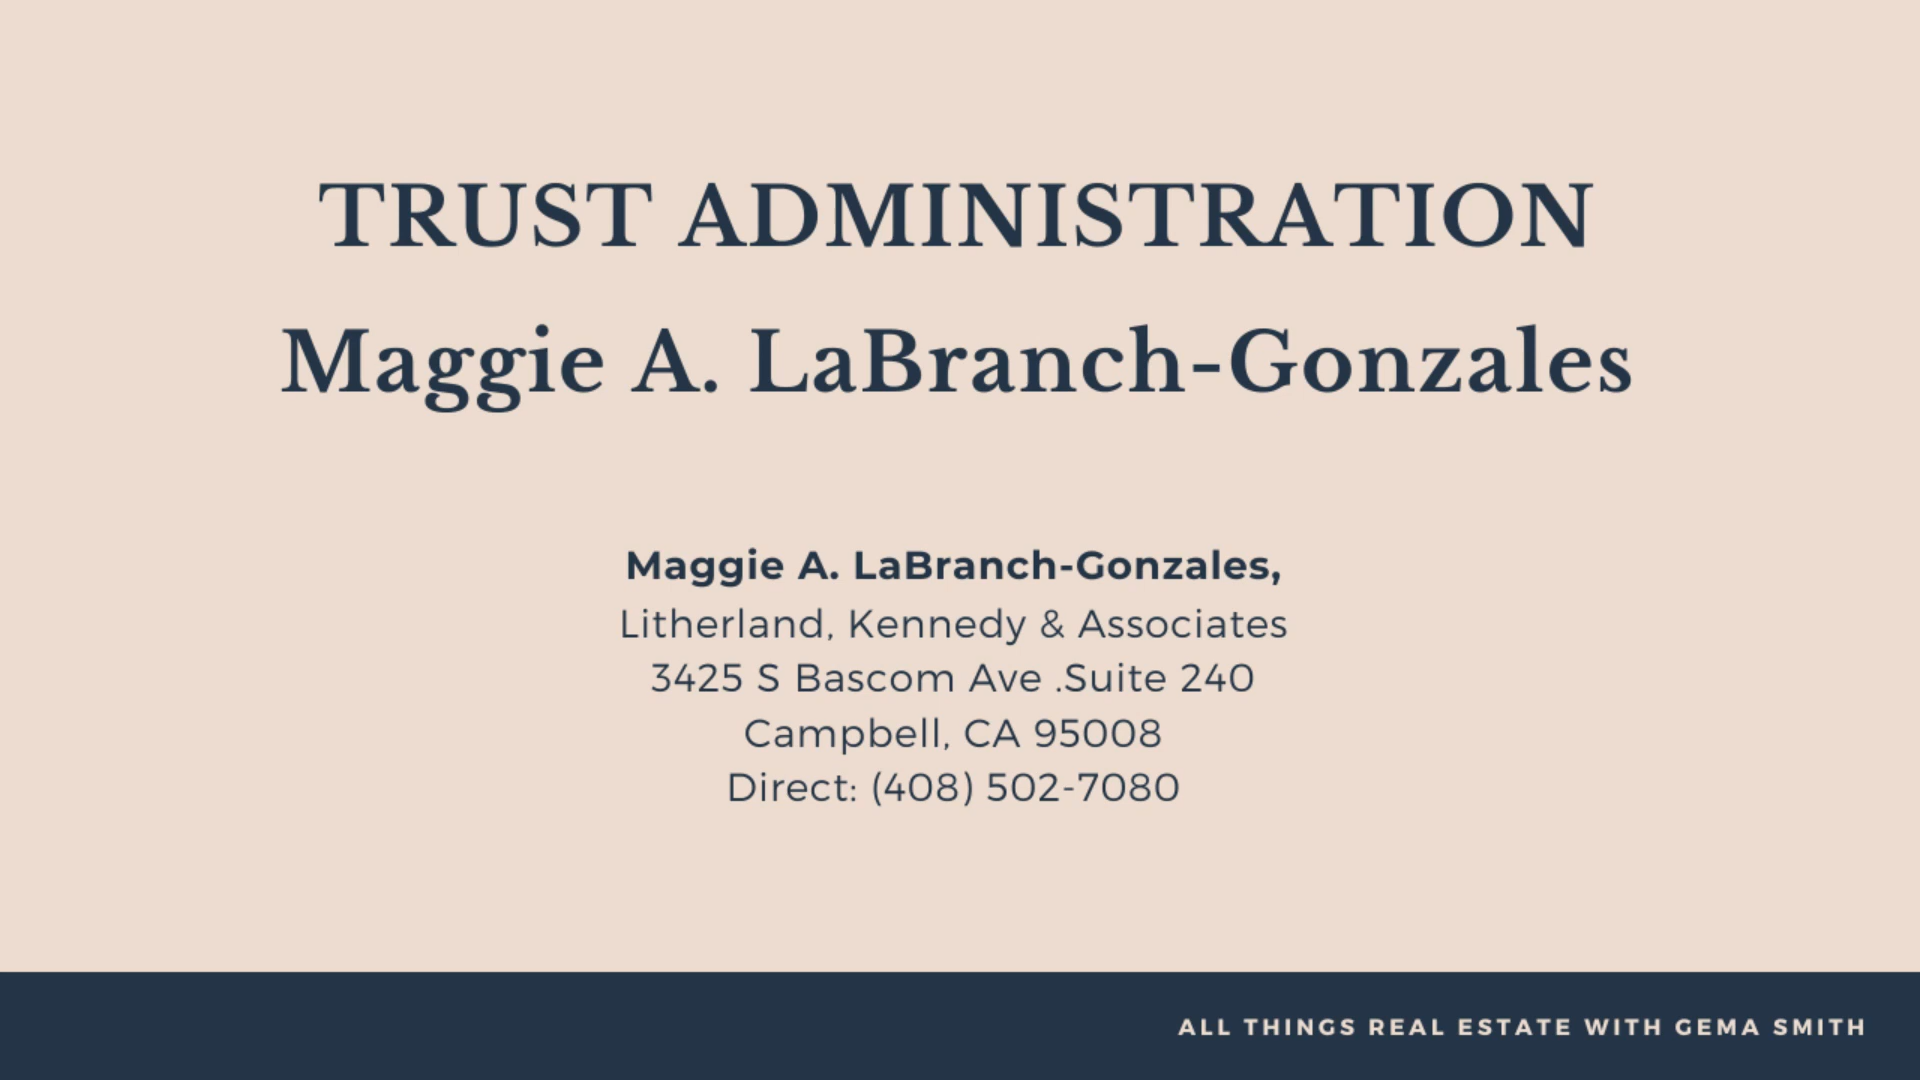 TRUST ADMINISTRATION
Maggie A. LaBranch-Gonzales
Maggie A. LaBranch-Gonzales,
Litherland, Kennedy & Associates
3425 S Bascom Ave .Suite 240
Campbell, CA 95008
Direct: (408) 502-7080
ALL THINGS REAL ESTATE WITH GEMA SMITH